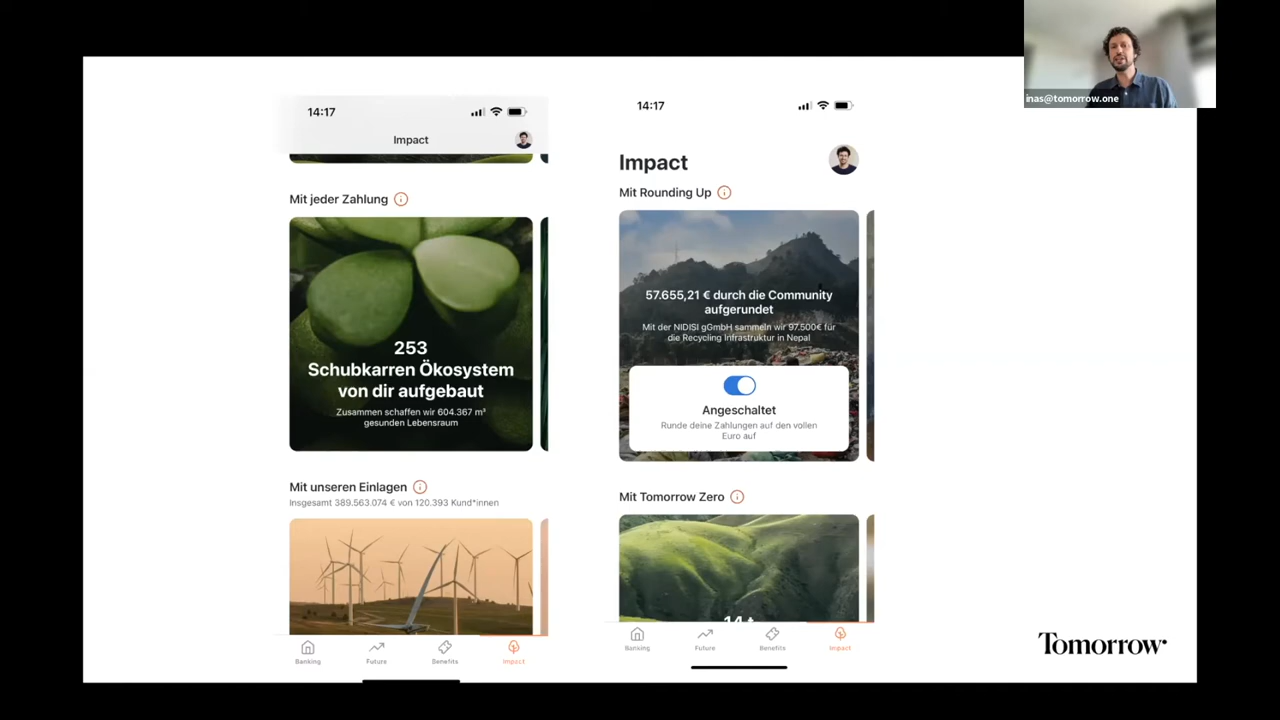 inas@tomorrow.one
14:17
Impact
Mit jeder Zahlung
253
Schubkarren Ökosystem
von dir aufgebaut
Zusammen schaffen wir 604.367 m³
gesunden Lebensraum
Mit unseren Einlagen
Insgesamt 389.563.074 € von 120.393 Kund*innen
Banking
Future
Benefits
Impact
14:17
Impact
Mit Rounding Up
57.655,21 € durch die Community
aufgerundet
Mit der NIDISI gGmbH sammeln wir 97.500€ für
die Recycling Infrastruktur in Nepal
Angeschaltet
Runde deine Zahlungen auf den vollen
Euro auf
Mit Tomorrow Zero
Banking
Future
Benefits
Impact
Tomorrow